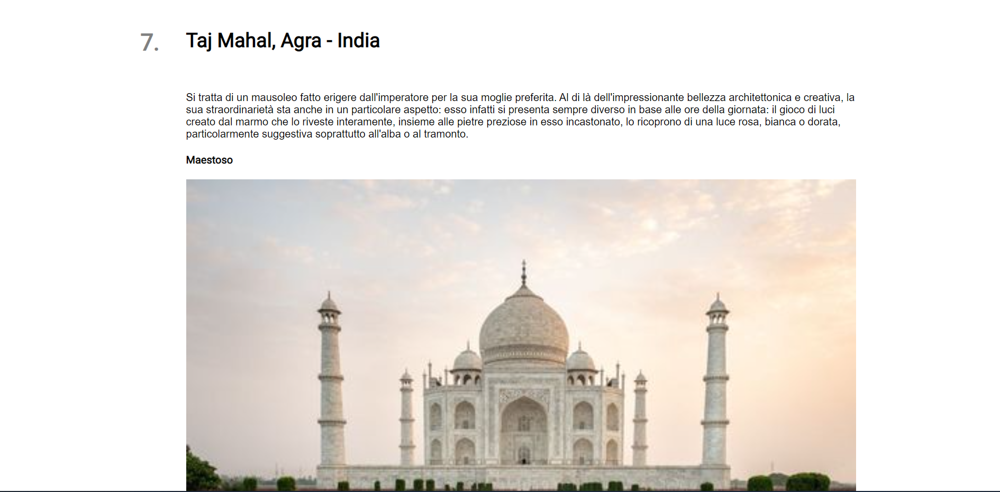 7. Taj Mahal, Agra - India
Si tratta di un mausoleo fatto erigere dall'imperatore per la sua moglie preferita. Al di là dell'impressionante bellezza architettonica e creativa, la
sua straordinarietà sta anche in un particolare aspetto: esso infatti si presenta sempre diverso in base alle ore della giornata: il gioco di luci
creato dal marmo che lo riveste interamente, insieme alle pietre preziose in esso incastonato, lo ricoprono di una luce rosa, bianca o dorata,
particolarmente suggestiva soprattutto all'alba o al tramonto.
Maestoso